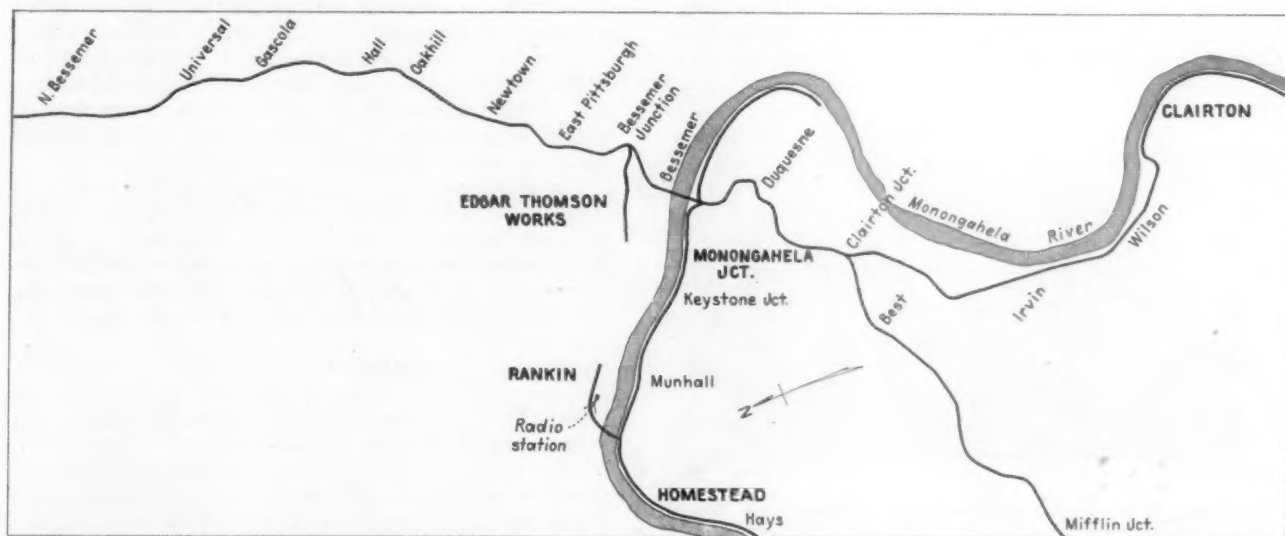 N. Bessemer
Universal
Gascola
Hall
Oakhill
Newtown
East Pittsburgh
Bessemer
Junction
Bessemer
Duquesne
CLAIRTON
EDGAR THOMSON
WORKS
Clairton Jct.
Monongahela
River
Wilson
MONONGAHELA
JCT.
Keystone Jct.
Best
Irvin
RANKIN
Munhall
N
Radio
station
HOMESTEAD
Hays
Mifflin Jct.